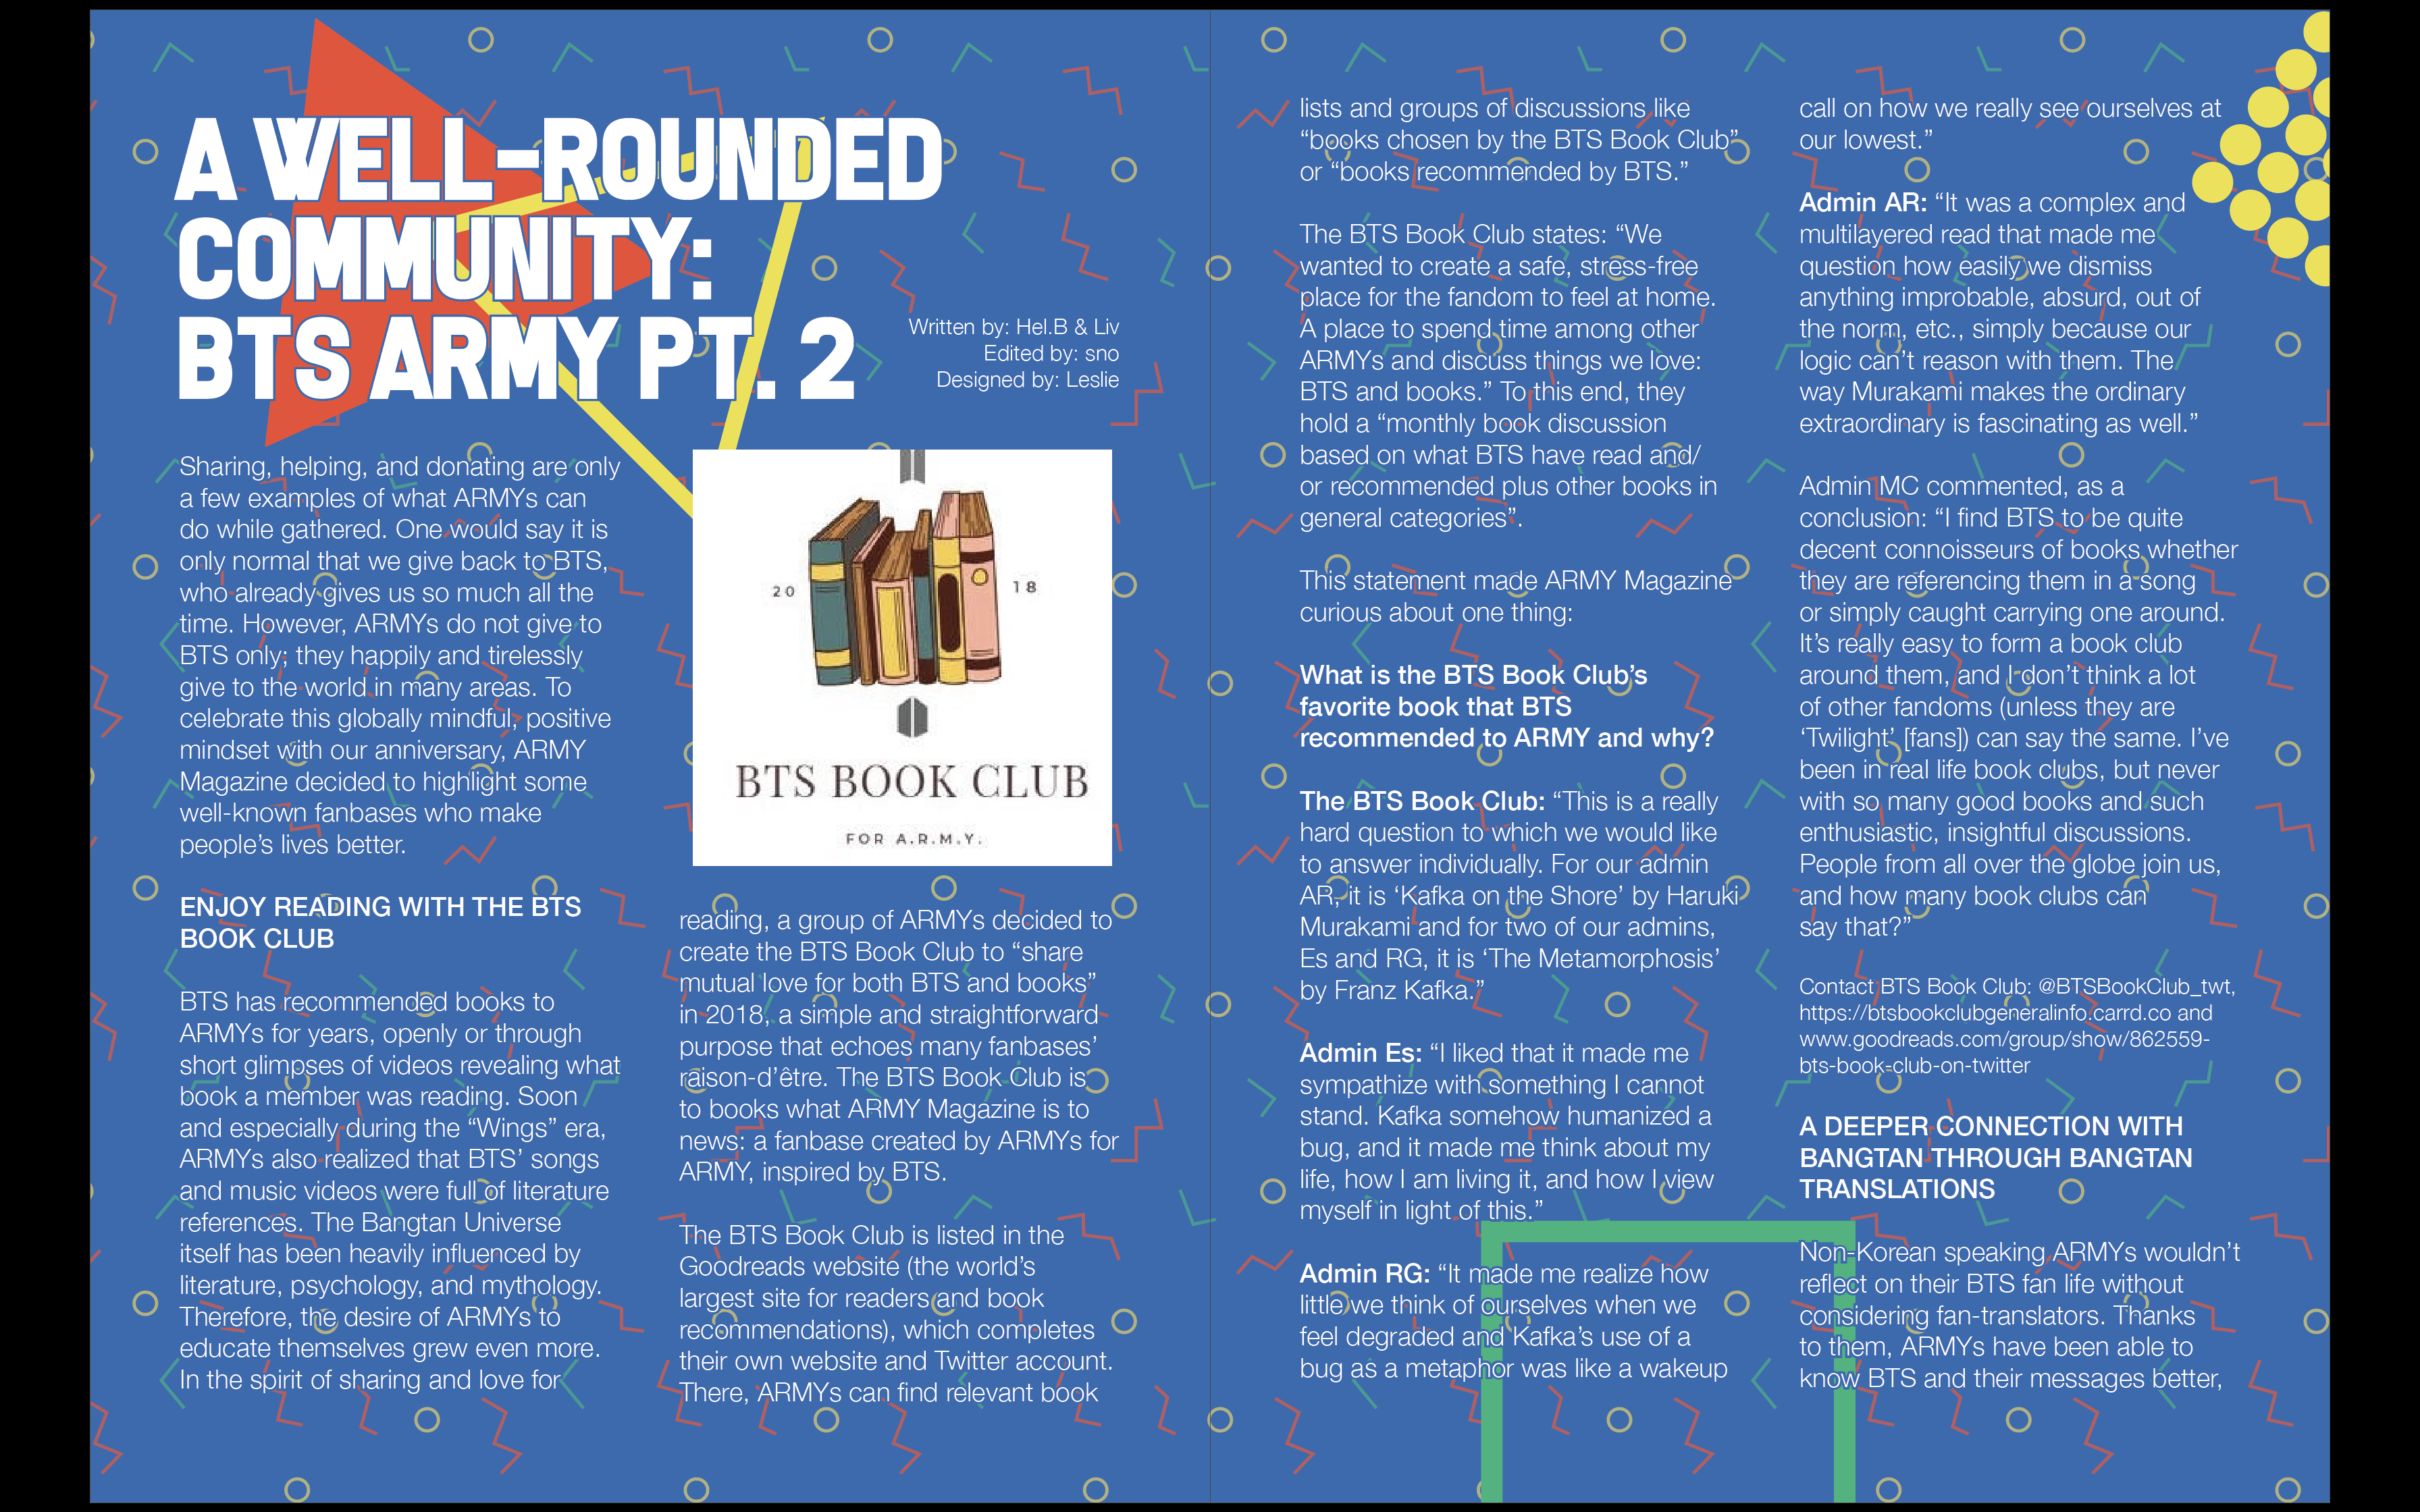 A WELL-ROUNDED
COMMUNITY:
BTS ARMY PT. 2
Written by: Hel.B & Liv
Edited by: sno
Designed by: Leslie
Sharing, helping, and donating are only
a few examples of what ARMYs can
do while gathered. One would say it is
only normal that we give back to BTS,
who already gives us so much all the
time. However, ARMYs do not give to
BTS only; they happily and tirelessly
give to the world in many areas. To
celebrate this globally mindful, positive
mindset with our anniversary, ARMY
Magazine decided to highlight some
well-known fanbases who make
people’s lives better.
ENJOY READING WITH THE BTS
BOOK CLUB
BTS has recommended books to
ARMYs for years, openly or through
short glimpses of videos revealing what
book a member was reading. Soon
and especially during the “Wings” era,
ARMYs also realized that BTS’ songs
and music videos were full of literature
references. The Bangtan Universe
itself has been heavily influenced by
literature, psychology, and mythology.
Therefore, the desire of ARMYs to
educate themselves grew even more.
In the spirit of sharing and love for
20 18
BTS BOOK CLUB
FOR A.R.M.Y.
reading, a group of ARMYs decided to
create the BTS Book Club to “share
mutual love for both BTS and books”
in 2018, a simple and straightforward
purpose that echoes many fanbases’
raison-d’être. The BTS Book Club is
to books what ARMY Magazine is to
news: a fanbase created by ARMYs for
ARMY, inspired by BTS.
The BTS Book Club is listed in the
Goodreads website (the world’s
largest site for readers and book
recommendations), which completes
their own website and Twitter account.
There, ARMYs can find relevant book
lists and groups of discussions like
“books chosen by the BTS Book Club”
or “books recommended by BTS.”
The BTS Book Club states: “We
wanted to create a safe, stress-free
place for the fandom to feel at home.
A place to spend time among other
ARMYs and discuss things we love:
BTS and books.” To this end, they
hold a “monthly book discussion
based on what BTS have read and/
or recommended plus other books in
general categories”.
This statement made ARMY Magazine
curious about one thing:
What is the BTS Book Club’s
favorite book that BTS
recommended to ARMY and why?
The BTS Book Club: “This is a really
hard question to which we would like
to answer individually. For our admin
AR, it is ‘Kafka on the Shore’ by Haruki
Murakami and for two of our admins,
Es and RG, it is ‘The Metamorphosis’
by Franz Kafka.”
Admin Es: “I liked that it made me
sympathize with something I cannot
stand. Kafka somehow humanized a
bug, and it made me think about my
life, how I am living it, and how I view
myself in light of this.”
Admin RG: “It made me realize how
little we think of ourselves when we
feel degraded and Kafka’s use of a
bug as a metaphor was like a wakeup
call on how we really see ourselves at
our lowest.”
Admin AR: “It was a complex and
multilayered read that made me
question how easily we dismiss
anything improbable, absurd, out of
the norm, etc., simply because our
logic can’t reason with them. The
way Murakami makes the ordinary
extraordinary is fascinating as well.”
Admin MC commented, as a
conclusion: “I find BTS to be quite
decent connoisseurs of books whether
they are referencing them in a song
or simply caught carrying one around.
It’s really easy to form a book club
around them, and I don’t think a lot
of other fandoms (unless they are
‘Twilight’ [fans]) can say the same. I’ve
been in real life book clubs, but never
with so many good books and such
enthusiastic, insightful discussions.
People from all over the globe join us,
and how many book clubs can
say that?”
Contact BTS Book Club: @BTSBookClub_twt,
https://btsbookclubgeneralinfo.carrd.co and
www.goodreads.com/group/show/862559-
bts-book-club-on-twitter
A DEEPER CONNECTION WITH
BANGTAN THROUGH BANGTAN
TRANSLATIONS
Non-Korean speaking ARMYs wouldn’t
reflect on their BTS fan life without
considering fan-translators. Thanks
to them, ARMYs have been able to
know BTS and their messages better,